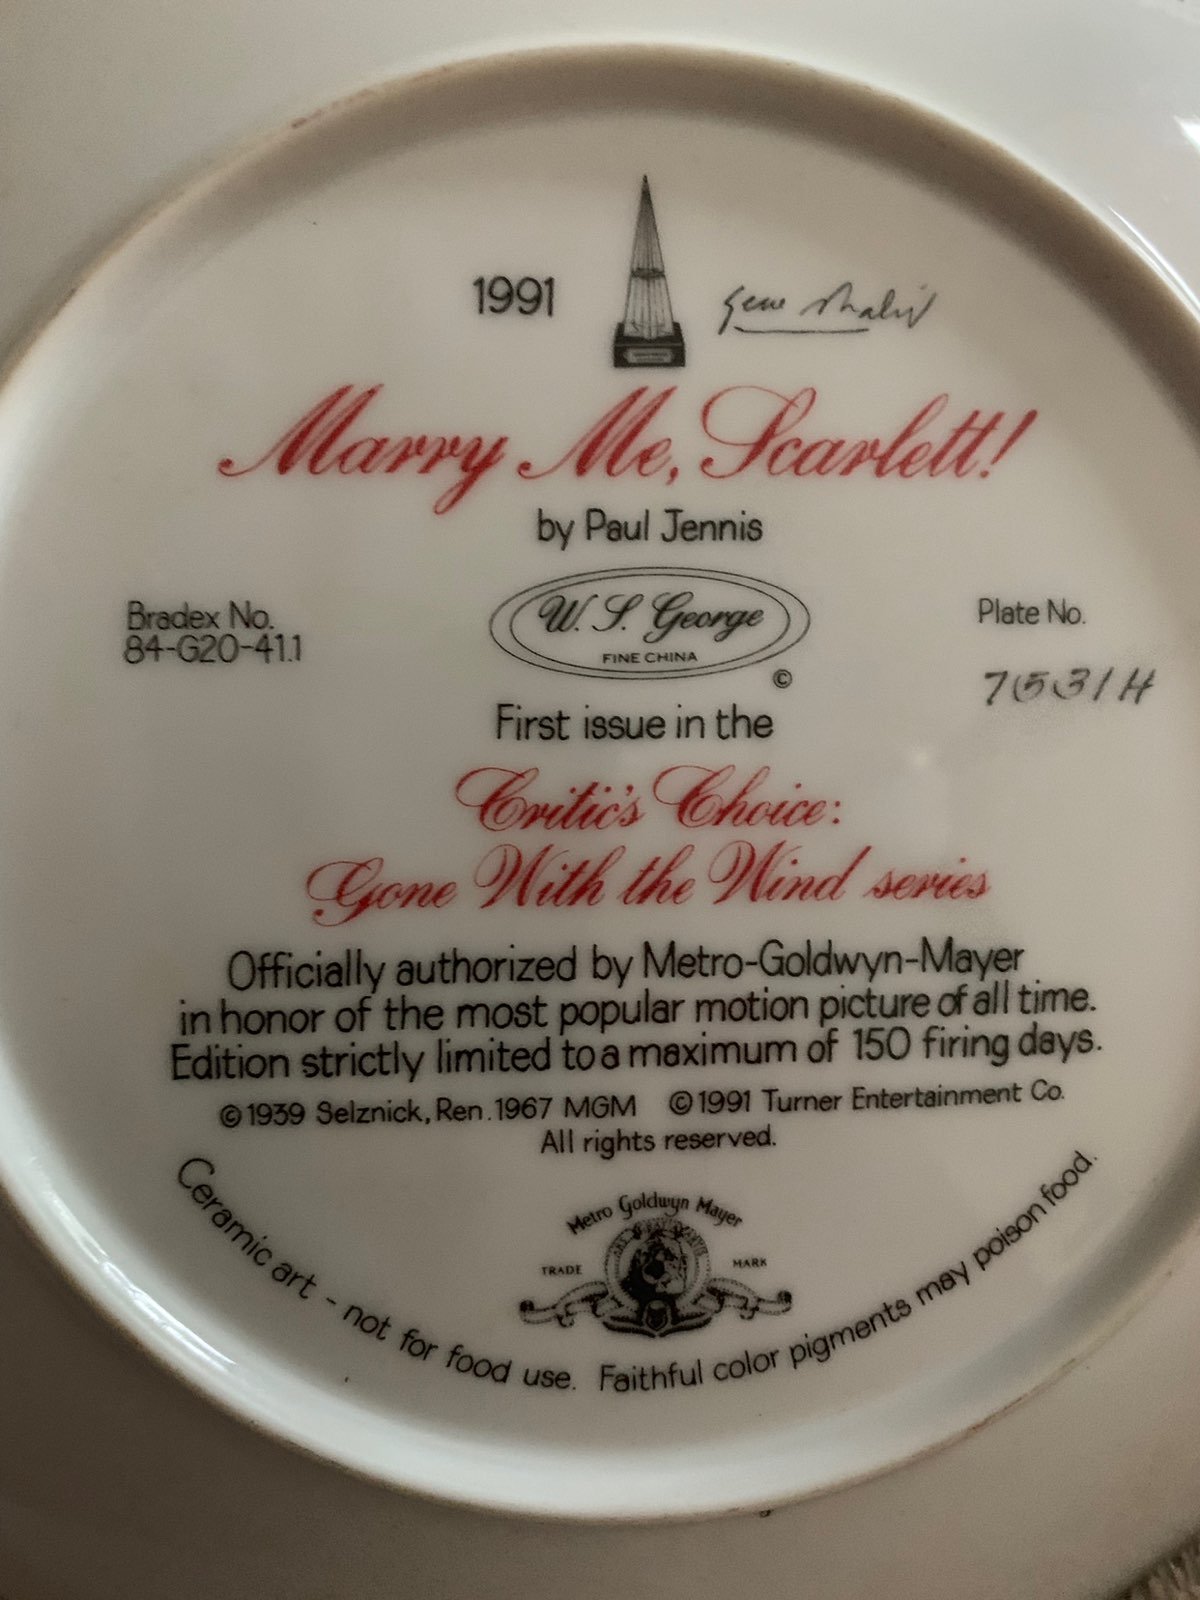 1991
Gene Shalit
Marry Me, Scarlett!
by Paul Jennis
Bradex No.
84-G20-41.1
W. S. George
FINE CHINA
©
Plate No.
7531H
First issue in the
Critic's Choice:
Gone With the Wind series
Officially authorized by Metro-Goldwyn-Mayer
in honor of the most popular motion picture of all time.
Edition strictly limited to a maximum of 150 firing days.
©1939 Selznick, Ren. 1967 MGM ©1991 Turner Entertainment Co.
All rights reserved.
Metro Goldwyn Mayer
TRADE MARK
Ceramic art - not for food use. Faithful color pigments may poison food.